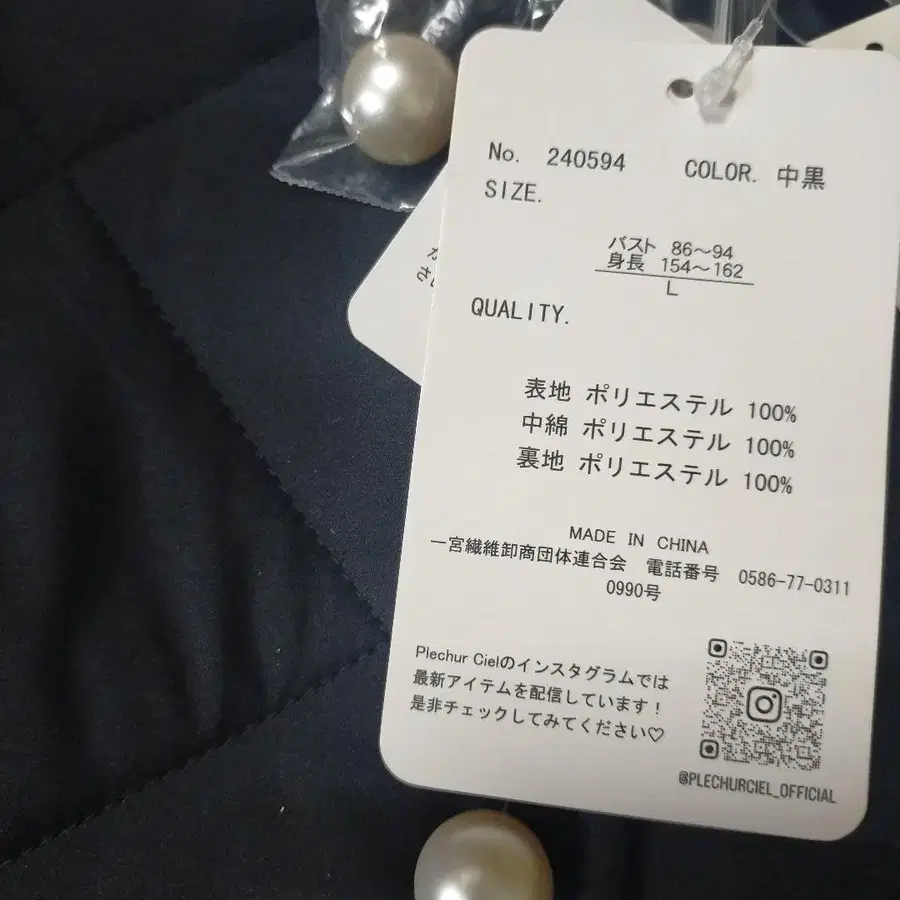 No. 240594 COLOR. 中黒
SIZE.
バスト 86～94
身長 154～162
L
QUALITY.
表地 ポリエステル 100%
中綿 ポリエステル 100%
裏地 ポリエステル 100%
MADE IN CHINA
一宮繊維卸商団体連合会 電話番号 0586-77-0311
0990号
Plechur Cielのインスタグラムでは
最新アイテムを配信しています！
是非チェックしてみてください♡
@PLECHURCIEL_OFFICIAL